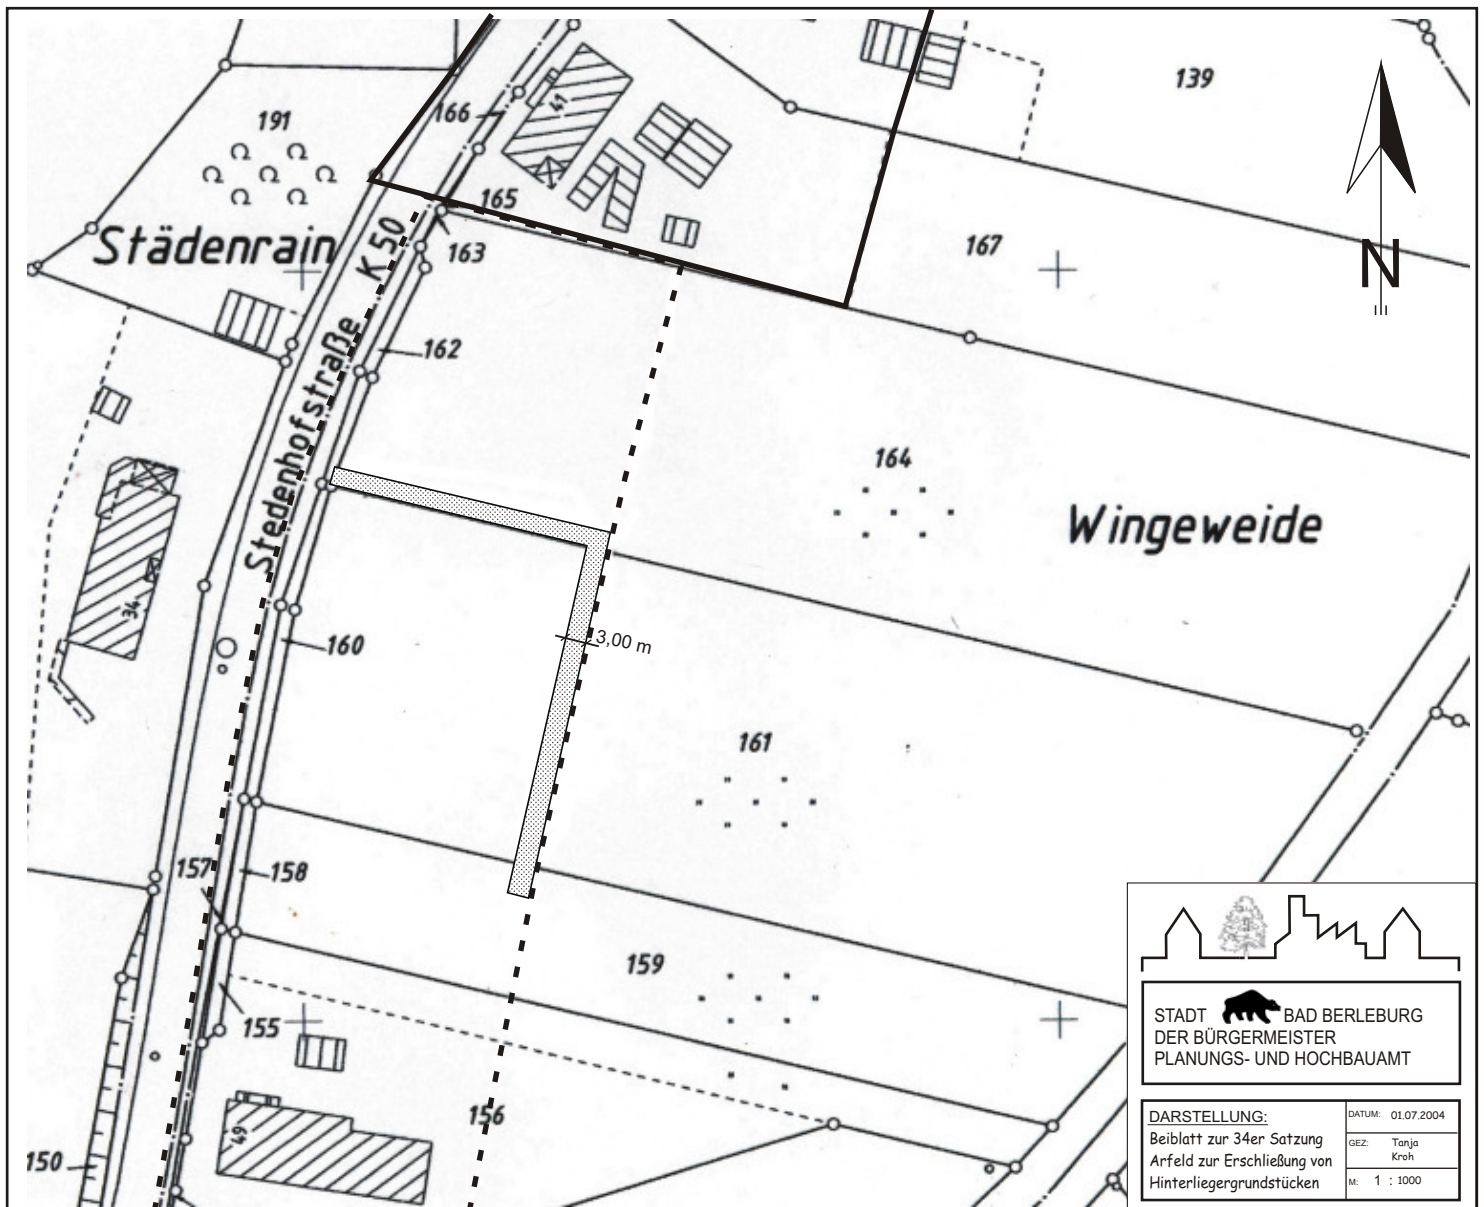 139
166
41
191
165
163
167
Städenrain
K 50
N
162
Stedenhofstraße
164
Wingeweide
34
160
3,00 m
161
157
158
159
155
156
49
150
STADT BAD BERLEBURG
DER BÜRGERMEISTER
PLANUNGS- UND HOCHBAUAMT
DARSTELLUNG:
Beiblatt zur 34er Satzung
Arfeld zur Erschließung von
Hinterliegergrundstücken
DATUM: 01.07.2004
GEZ: Tanja
Kroh
M: 1 : 1000